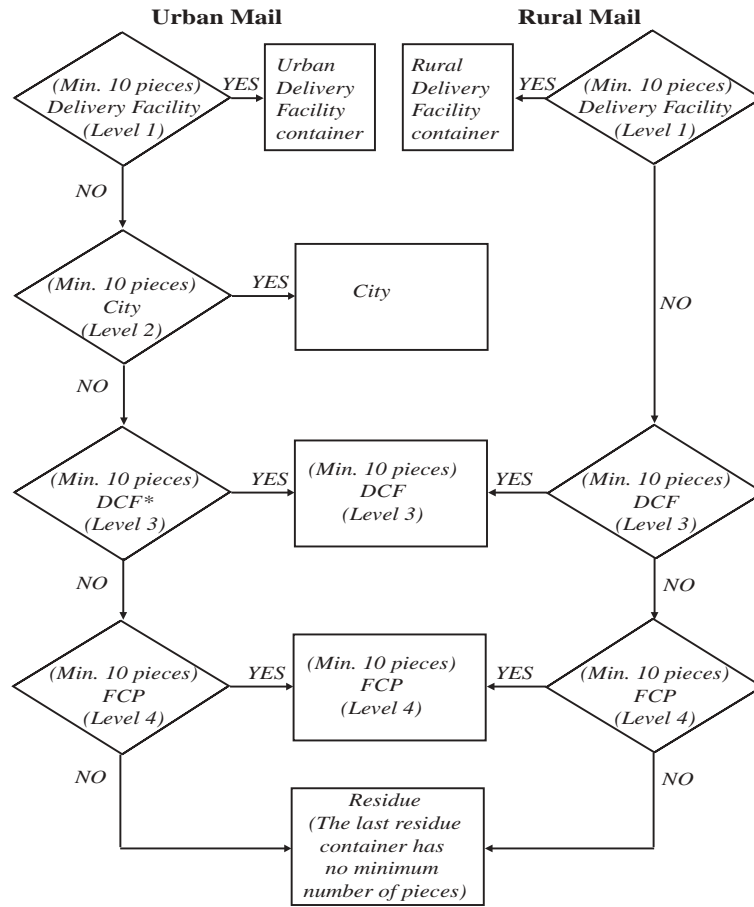 Urban Mail
Rural Mail
(Min. 10 pieces)
Delivery Facility
(Level 1)
YES
Urban
Delivery
Facility
container
Rural
Delivery
Facility
container
YES
(Min. 10 pieces)
Delivery Facility
(Level 1)
NO
(Min. 10 pieces)
City
(Level 2)
YES
City
NO
NO
(Min. 10 pieces)
DCF*
(Level 3)
YES
(Min. 10 pieces)
DCF
(Level 3)
YES
(Min. 10 pieces)
DCF
(Level 3)
NO
NO
(Min. 10 pieces)
FCP
(Level 4)
YES
(Min. 10 pieces)
FCP
(Level 4)
YES
(Min. 10 pieces)
FCP
(Level 4)
NO
NO
Residue
(The last residue
container has
no minimum
number of pieces)